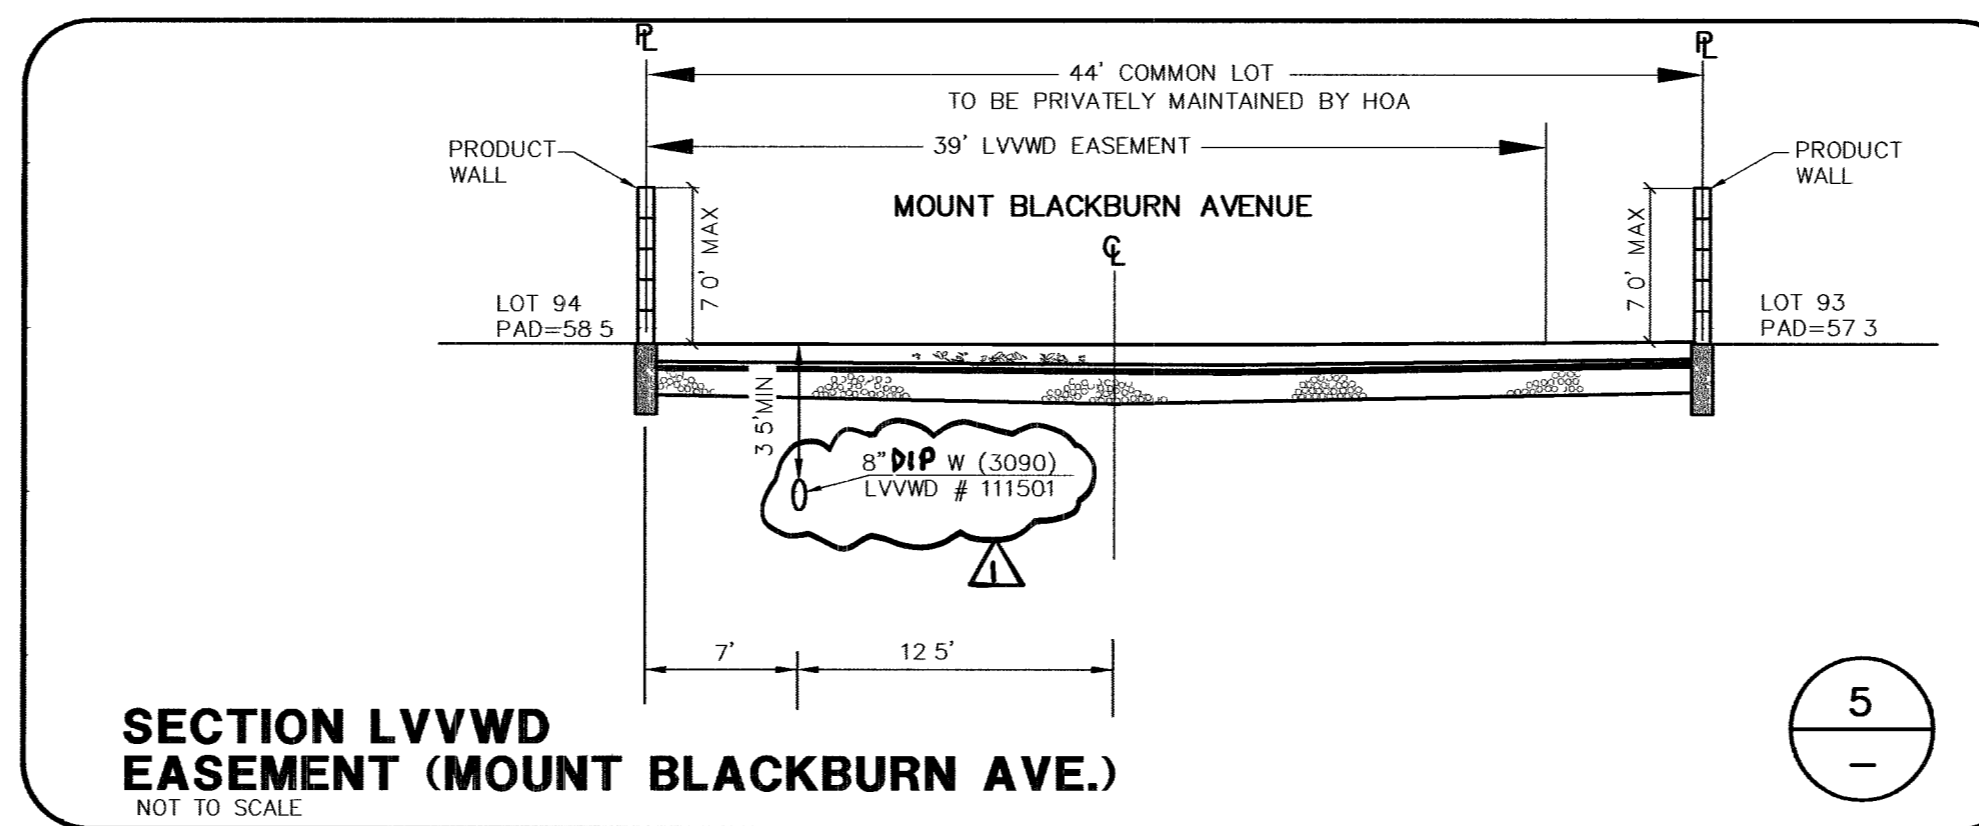 PL
PL
44' COMMON LOT
TO BE PRIVATELY MAINTAINED BY HOA
39' LVVWD EASEMENT
PRODUCT
WALL
PRODUCT
WALL
MOUNT BLACKBURN AVENUE
CL
7 0' MAX
7 0' MAX
LOT 94
PAD=58 5
LOT 93
PAD=57 3
3 5'MIN
8" DIP W (3090)
LVVWD # 111501
1
7'
12 5'
SECTION LVVWD
EASEMENT (MOUNT BLACKBURN AVE.)
NOT TO SCALE
5
–